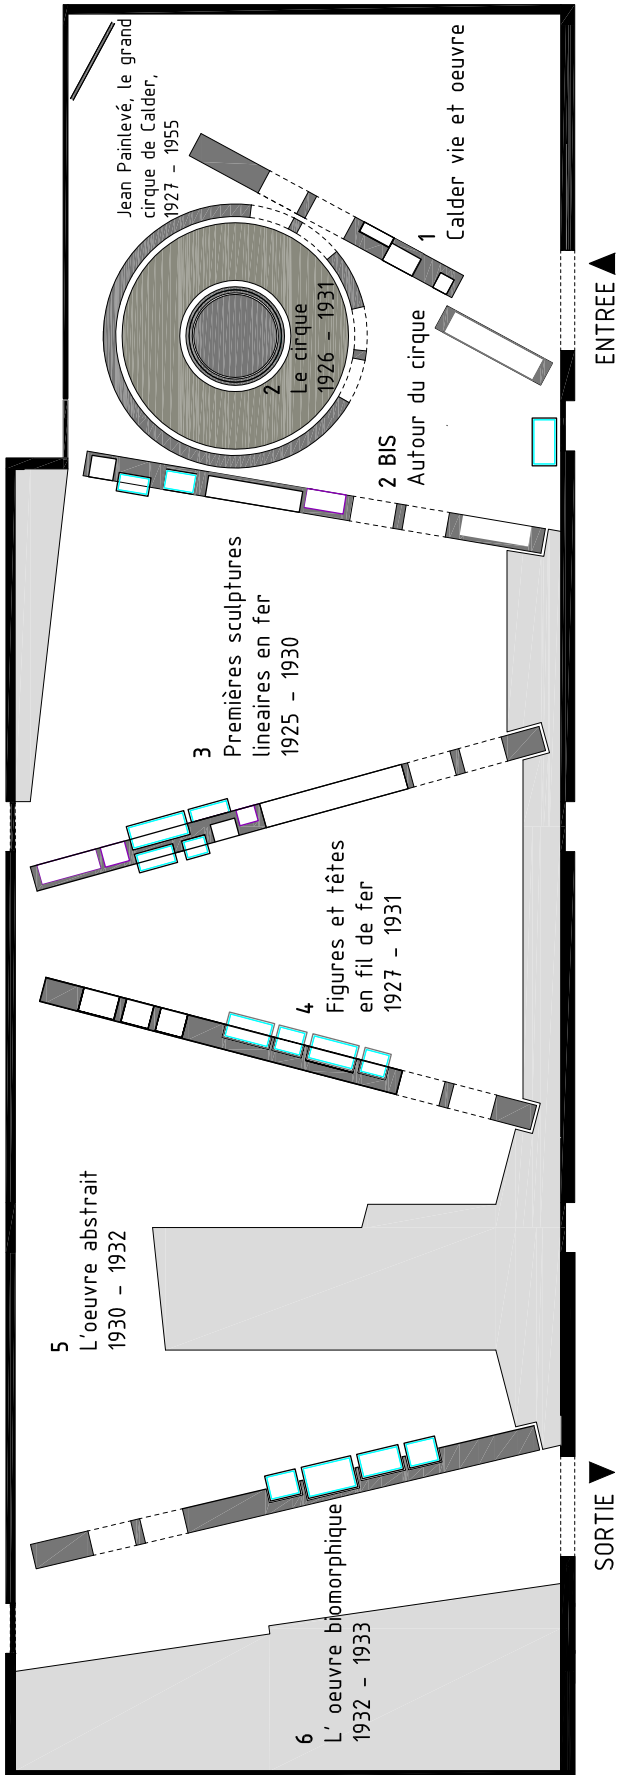 Jean Painlevé, le grand
cirque de Calder,
1927 - 1955
1
Calder vie et oeuvre
ENTREE
2
Le cirque
1926 - 1931
2 BIS
Autour du cirque
3
Premières sculptures
lineaires en fer
1925 - 1930
4
Figures et têtes
en fil de fer
1927 - 1931
5
L'oeuvre abstrait
1930 - 1932
6
L' oeuvre biomorphique
1932 - 1933
SORTIE